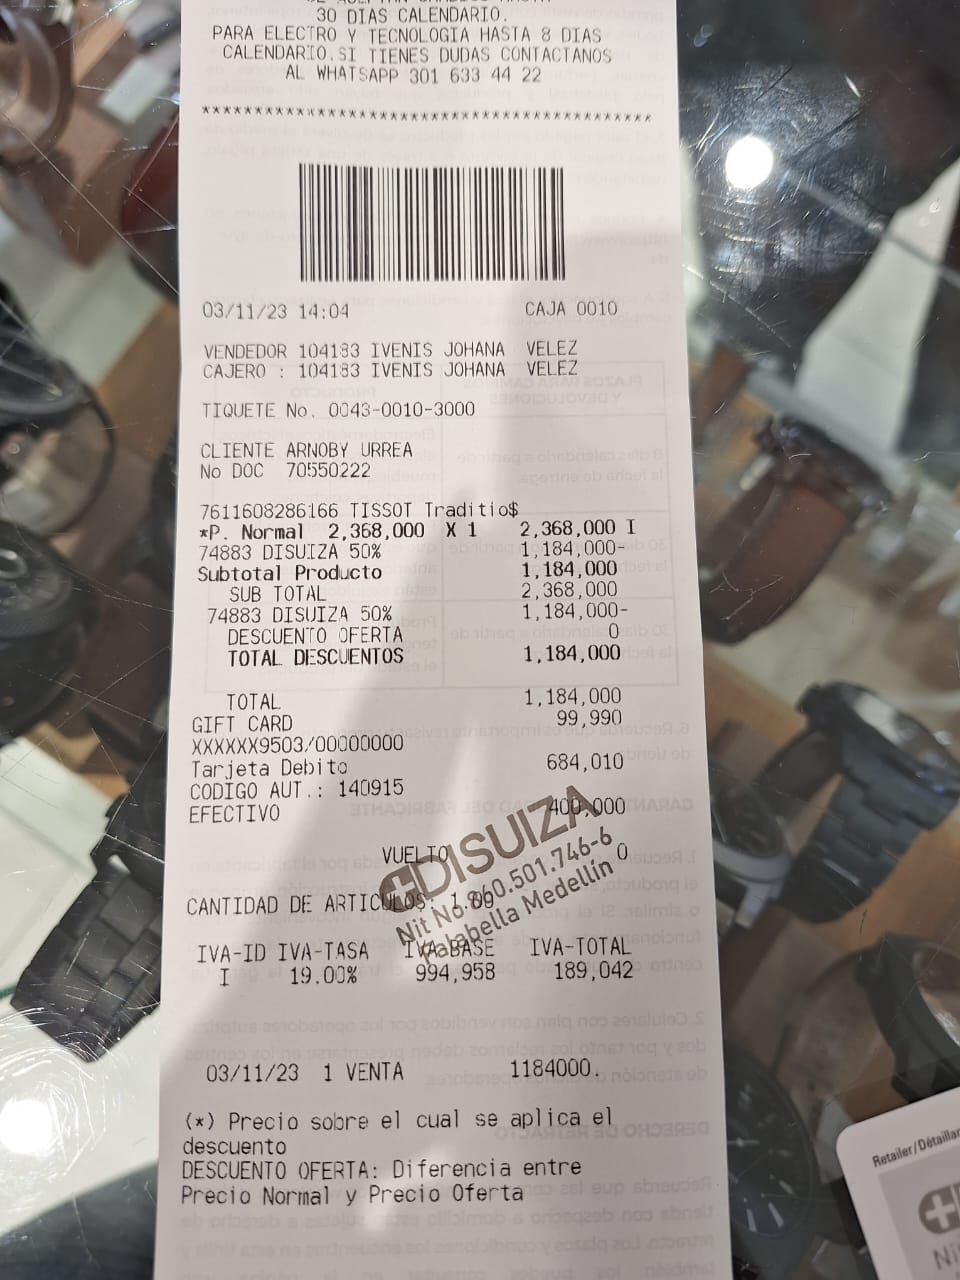 30 DIAS CALENDARIO.
PARA ELECTRO Y TECNOLOGIA HASTA 8 DIAS
CALENDARIO.SI TIENES DUDAS CONTACTANOS
AL WHATSAPP 301 633 44 22
********************************************
03/11/23 14:04 CAJA 0010
VENDEDOR 104183 IVENIS JOHANA VELEZ
CAJERO : 104183 IVENIS JOHANA VELEZ
TIQUETE No. 0043-0010-3000
CLIENTE ARNOBY URREA
No DOC 70550222
7611608286166 TISSOT Traditio$
*P. Normal 2,368,000 X 1 2,368,000 I
74883 DISUIZA 50% 1,184,000-
Subtotal Producto 1,184,000
SUB TOTAL 2,368,000
74883 DISUIZA 50% 1,184,000-
DESCUENTO OFERTA 0
TOTAL DESCUENTOS 1,184,000
TOTAL 1,184,000
GIFT CARD 99,990
XXXXXX9503/00000000
Tarjeta Debito 684,010
CODIGO AUT.: 140915
EFECTIVO 400,000
VUELTO 0
DISUIZA
Nit No.860.501.746-6
Falabella Medellín
CANTIDAD DE ARTICULOS: 1.00
IVA-ID IVA-TASA IVA-BASE IVA-TOTAL
I 19.00% 994,958 189,042
03/11/23 1 VENTA 1184000.
(*) Precio sobre el cual se aplica el
descuento
DESCUENTO OFERTA: Diferencia entre
Precio Normal y Precio Oferta
Retailer/Détaillan
Ni